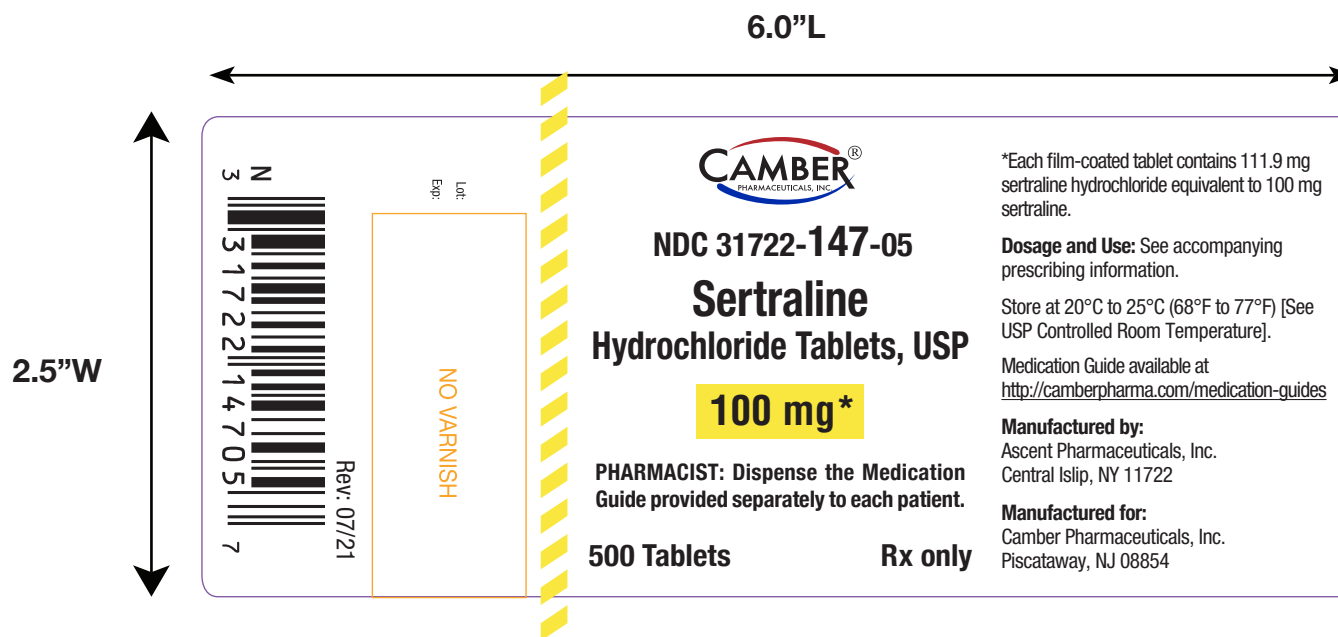 6.0”L
2.5”W
N
3
31722
14705
7
Rev: 07/21
Lot:
Exp:
NO VARNISH
CAMBER®
PHARMACEUTICALS, INC.
NDC 31722-147-05
Sertraline
Hydrochloride Tablets, USP
100 mg*
PHARMACIST: Dispense the Medication
Guide provided separately to each patient.
500 Tablets Rx only
*Each film-coated tablet contains 111.9 mg
sertraline hydrochloride equivalent to 100 mg
sertraline.
Dosage and Use: See accompanying
prescribing information.
Store at 20°C to 25°C (68°F to 77°F) [See
USP Controlled Room Temperature].
Medication Guide available at
http://camberpharma.com/medication-guides
Manufactured by:
Ascent Pharmaceuticals, Inc.
Central Islip, NY 11722
Manufactured for:
Camber Pharmaceuticals, Inc.
Piscataway, NJ 08854